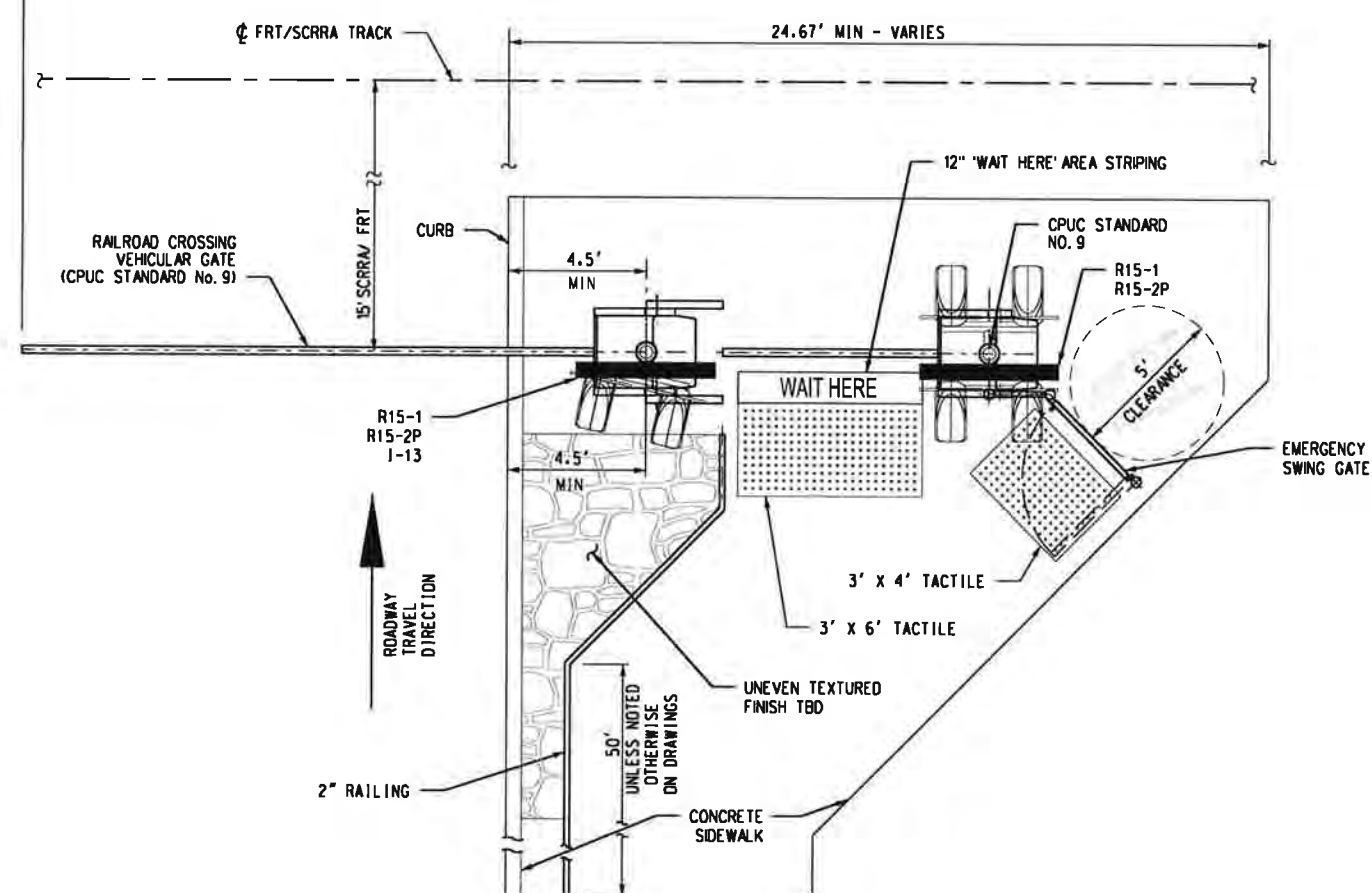 ℄ FRT/SCRRA TRACK
24.67' MIN - VARIES
12" 'WAIT HERE' AREA STRIPING
15' SCRRA/ FRT
CURB
CPUC STANDARD
NO. 9
RAILROAD CROSSING
VEHICULAR GATE
(CPUC STANDARD No. 9)
4.5'
MIN
R15-1
R15-2P
5'
CLEARANCE
WAIT HERE
R15-1
R15-2P
I-13
4.5'
MIN
EMERGENCY
SWING GATE
ROADWAY
TRAVEL
DIRECTION
3' X 4' TACTILE
3' X 6' TACTILE
UNEVEN TEXTURED
FINISH TBD
50'
UNLESS NOTED
OTHERWISE
ON DRAWINGS
2" RAILING
CONCRETE
SIDEWALK